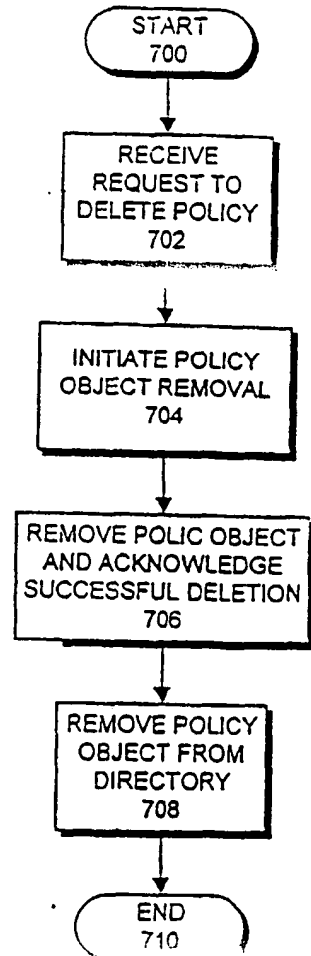 START
700
RECEIVE
REQUEST TO
DELETE POLICY
702
INITIATE POLICY
OBJECT REMOVAL
704
REMOVE POLIC OBJECT
AND ACKNOWLEDGE
SUCCESSFUL DELETION
706
REMOVE POLICY
OBJECT FROM
DIRECTORY
708
END
710